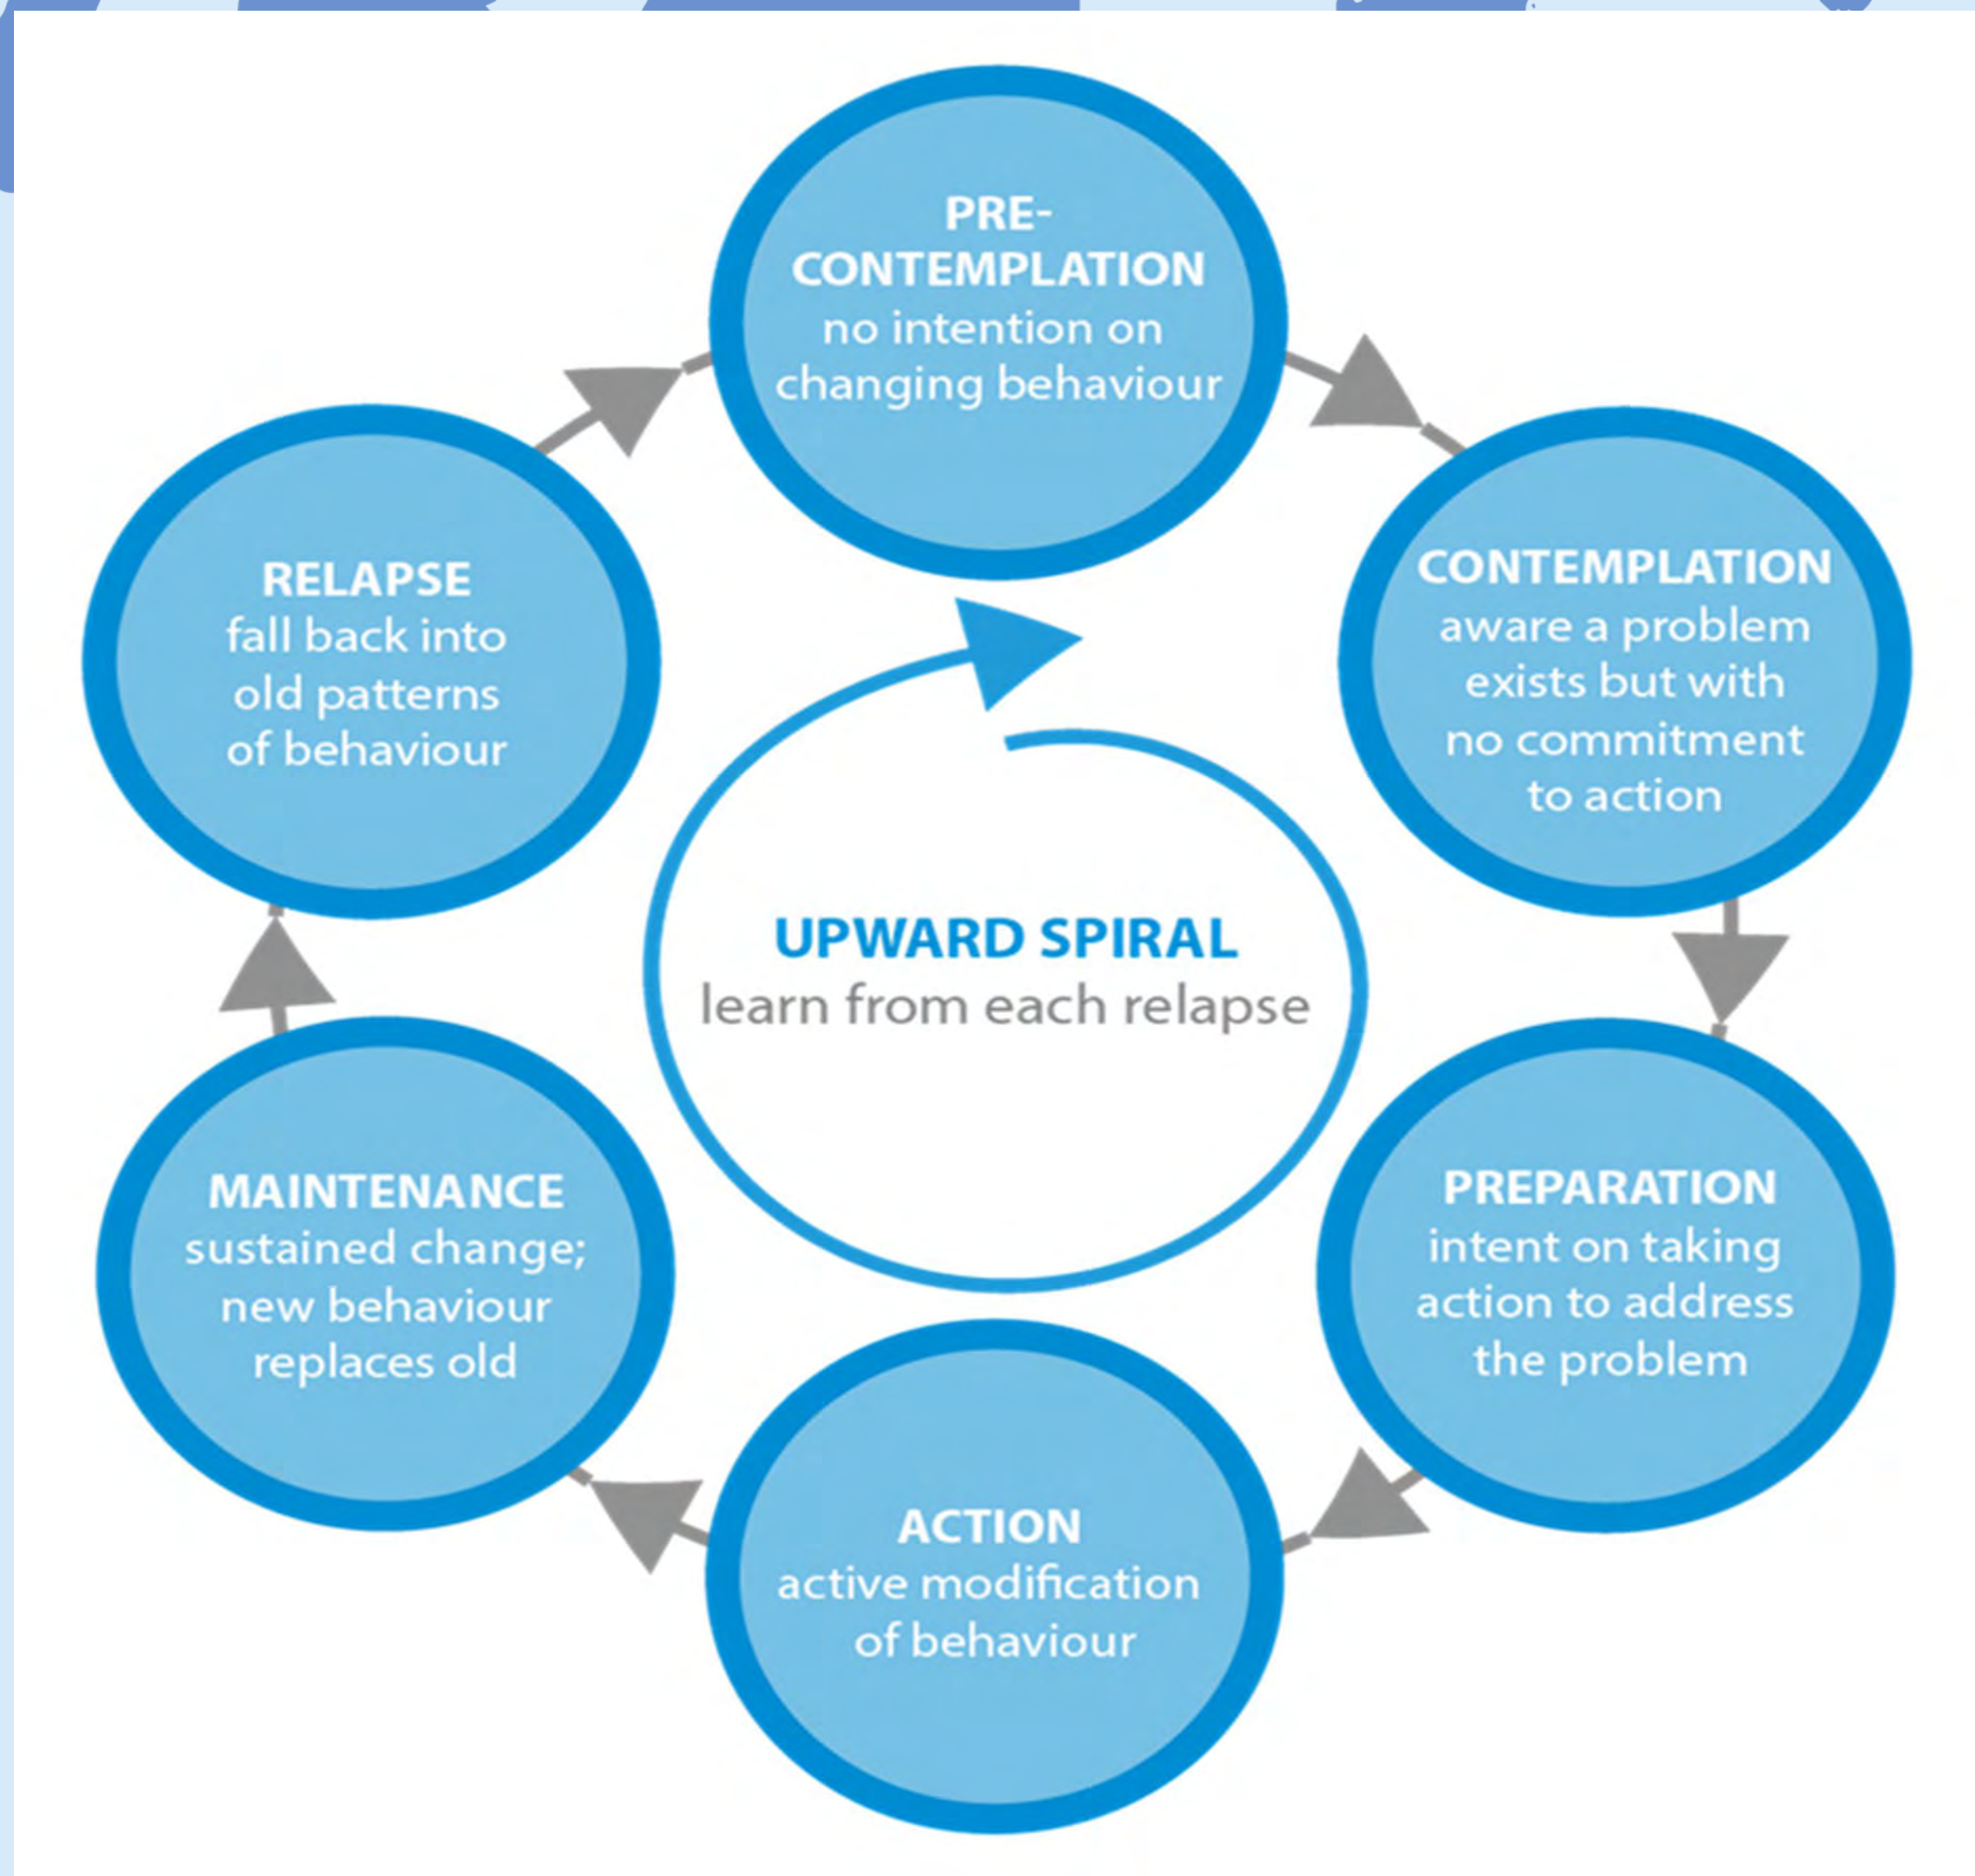 PRE-
CONTEMPLATION
no intention on
changing behaviour
CONTEMPLATION
aware a problem
exists but with
no commitment
to action
PREPARATION
intent on taking
action to address
the problem
ACTION
active modification
of behaviour
MAINTENANCE
sustained change;
new behaviour
replaces old
RELAPSE
fall back into
old patterns
of behaviour
UPWARD SPIRAL
learn from each relapse